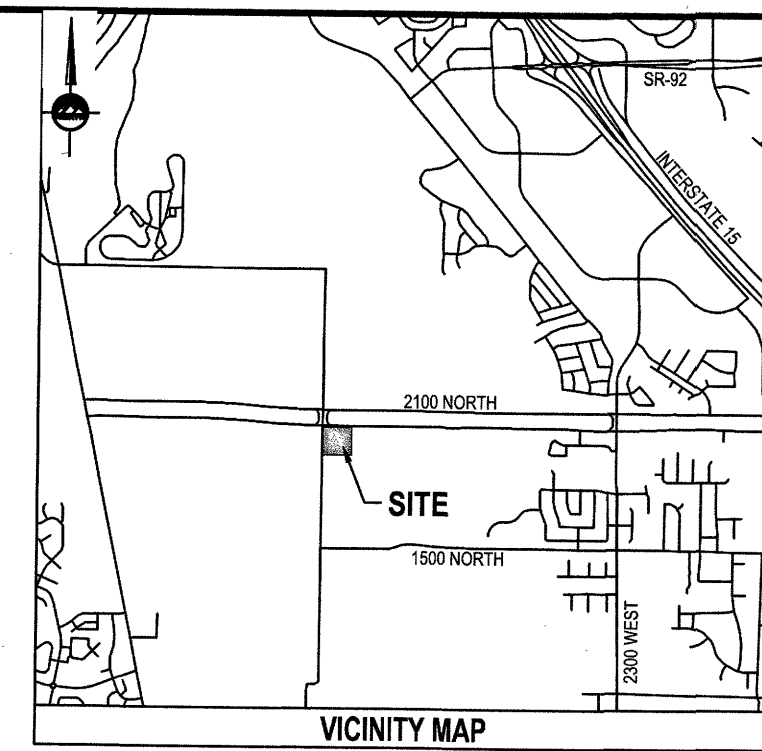 SR-92
INTERSTATE 15
2100 NORTH
SITE
1500 NORTH
2300 WEST
VICINITY MAP